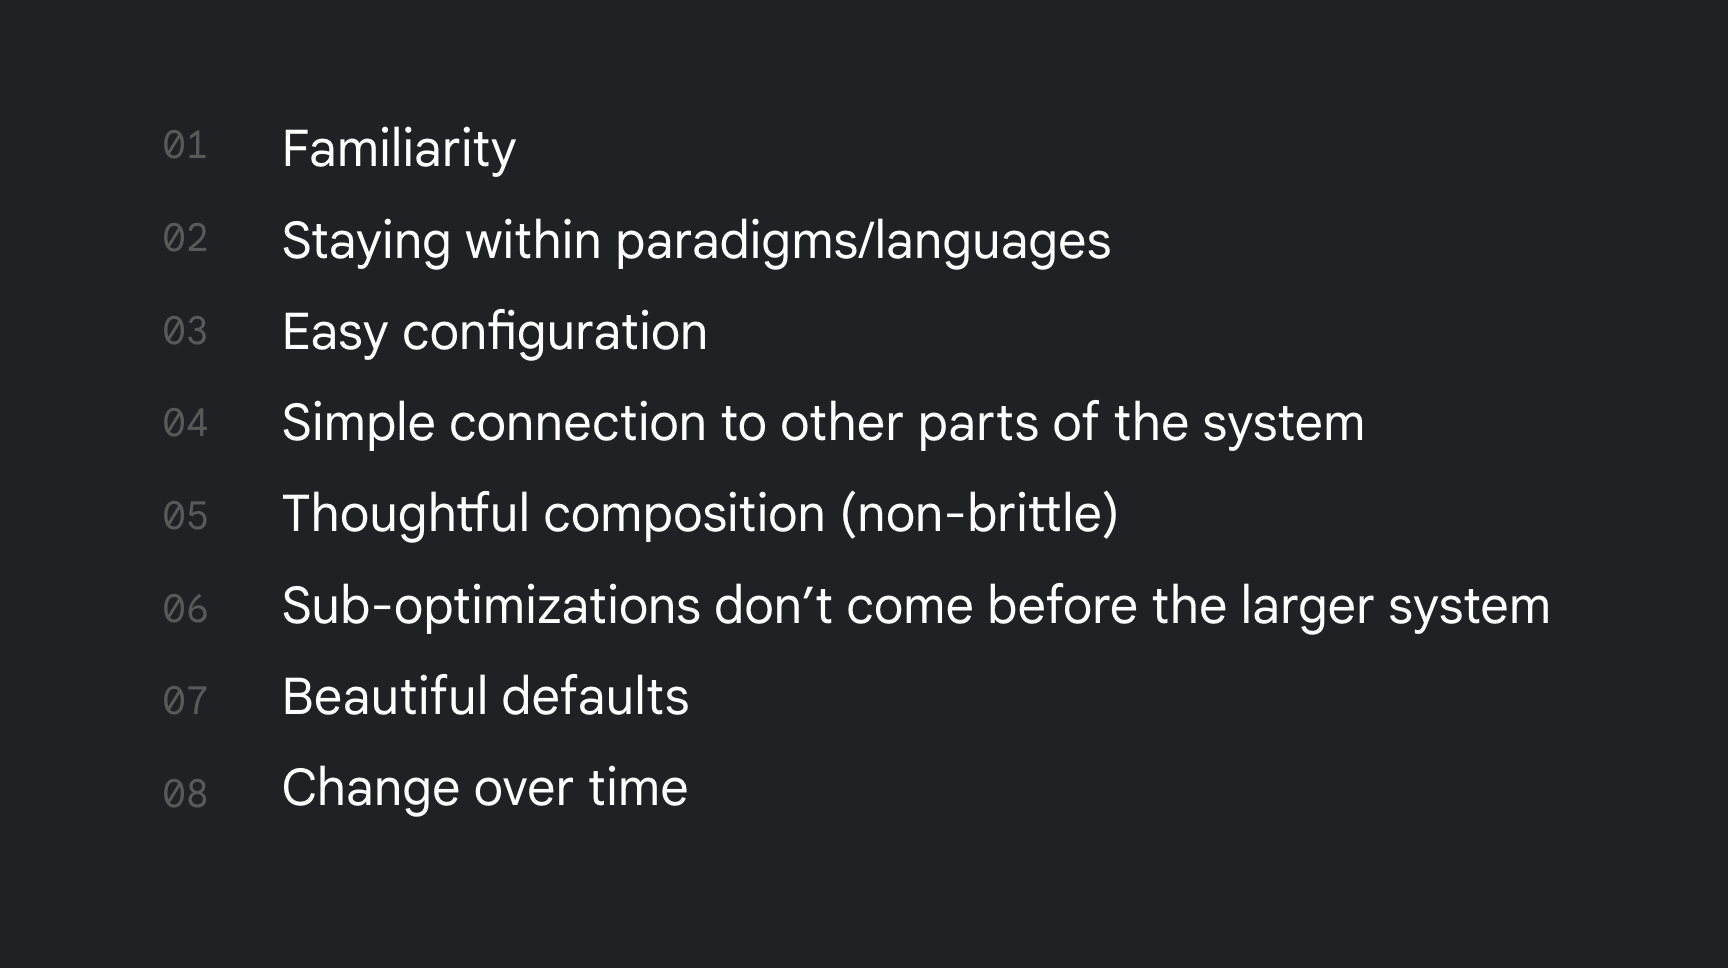 01 Familiarity
02 Staying within paradigms/languages
03 Easy configuration
04 Simple connection to other parts of the system
05 Thoughtful composition (non-brittle)
06 Sub-optimizations don’t come before the larger system
07 Beautiful defaults
08 Change over time